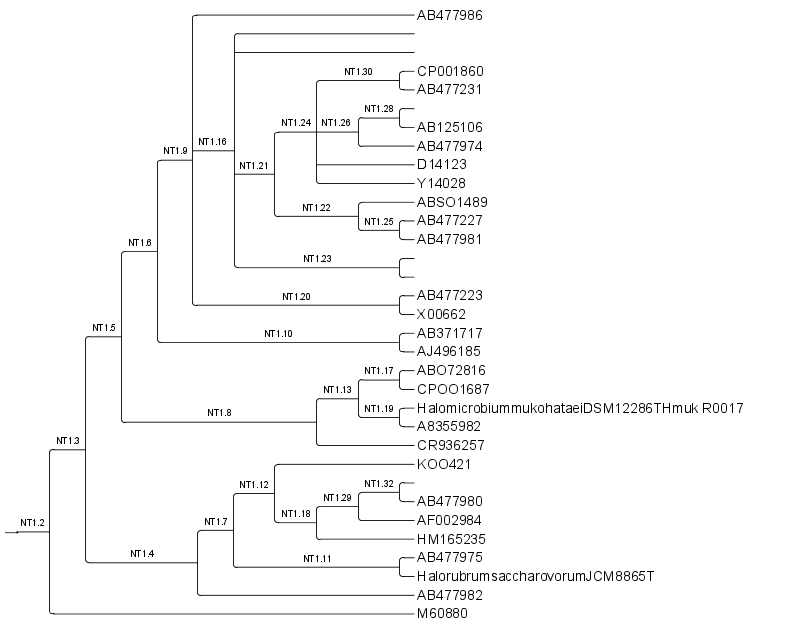 AB477986
CP001860
NT1.30
AB477231
NT1.28
NT1.24
NT1.26
AB125106
NT1.16
NT1.9
AB477974
NT1.21
D14123
Y14028
NT1.22
ABSO1489
NT1.25
AB477227
AB477981
NT1.6
NT1.23
NT1.20
AB477223
X00662
NT1.5
NT1.10
AB371717
AJ496185
NT1.17
ABO72816
NT1.13
CPOO1687
NT1.8
NT1.19
HalomicrobiummukohataeiDSM12286THmuk R0017
A8355982
NT1.3
CR936257
KOO421
NT1.12
NT1.32
NT1.29
AB477980
NT1.2
NT1.7
NT1.18
AF002984
HM165235
NT1.4
NT1.11
AB477975
HalorubrumsaccharovorumJCM8865T
AB477982
M60880